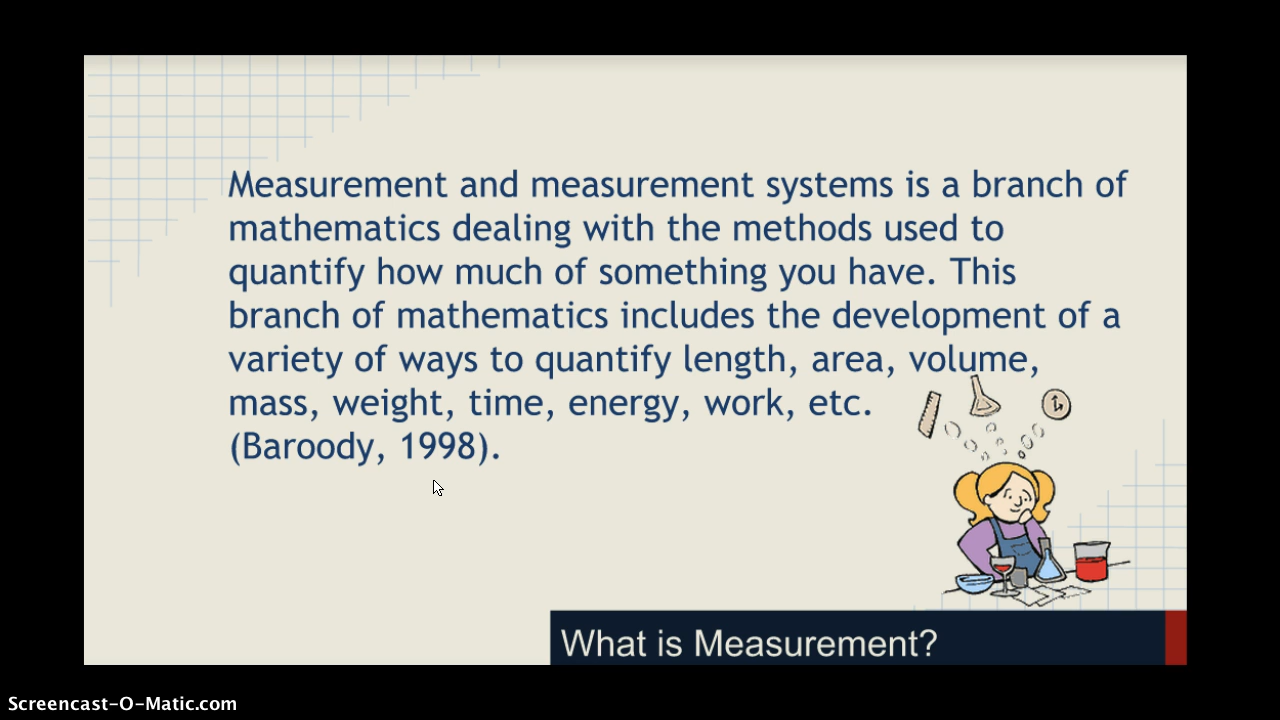 Measurement and measurement systems is a branch of
mathematics dealing with the methods used to
quantify how much of something you have. This
branch of mathematics includes the development of a
variety of ways to quantify length, area, volume,
mass, weight, time, energy, work, etc.
(Baroody, 1998).
What is Measurement?
Screencast-O-Matic.com